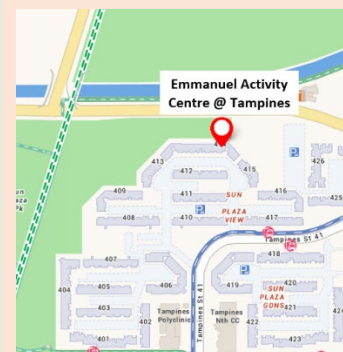 Emmanuel Activity
Centre @ Tampines
413
415
426
412
409
411
SUN
416
425
PLAZA
408
410
VIEW
417
Tampines St 41
418
407
404
405
406
419
420
SUN
PLAZA
403
Tampines
Polyclinic
Tampines St 41
Tampines
Nth CC
GDNS
421
424
402
422
401
423